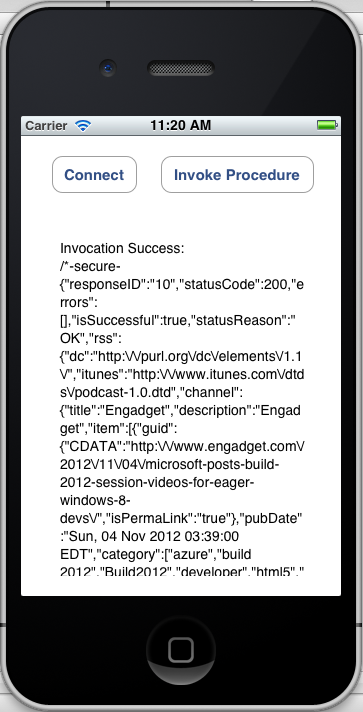 Carrier 11:20 AM
Connect Invoke Procedure
Invocation Success:
/*-secure-
{"responseID":"10","statusCode":200,"e
rrors":
[],"isSuccessful":true,"statusReason":"
OK","rss":
{"dc":"http:\/\/purl.org\/dc\/elements\/1.1
\/","itunes":"http:\/\/www.itunes.com\/dtd
s\/podcast-1.0.dtd","channel":
{"title":"Engadget","description":"Engad
get","item":[{"guid":
{"CDATA":"http:\/\/www.engadget.com\/
2012\/11\/04\/microsoft-posts-build-
2012-session-videos-for-eager-
windows-8-
devs\/","isPermaLink":"true"},"pubDate"
:"Sun, 04 Nov 2012 03:39:00
EDT","category":["azure","build
2012","Build2012","developer","html5","